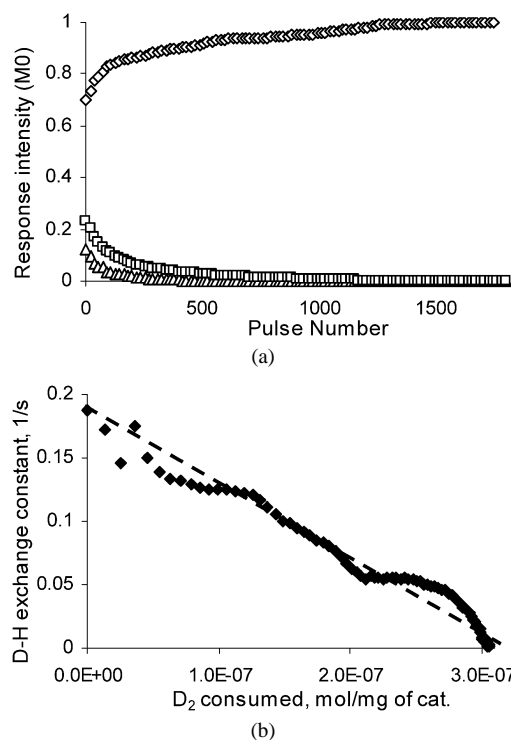 (a)
Response intensity (M0)
1
0.8
0.6
0.4
0.2
0
0 500 1000 1500
Pulse Number
(a)
D-H exchange constant, 1/s
0.2
0.15
0.1
0.05
0
0.E+00 1.0E-07 2.0E-07 3.0E-07
D₂ consumed, mol/mg of cat.
(b)